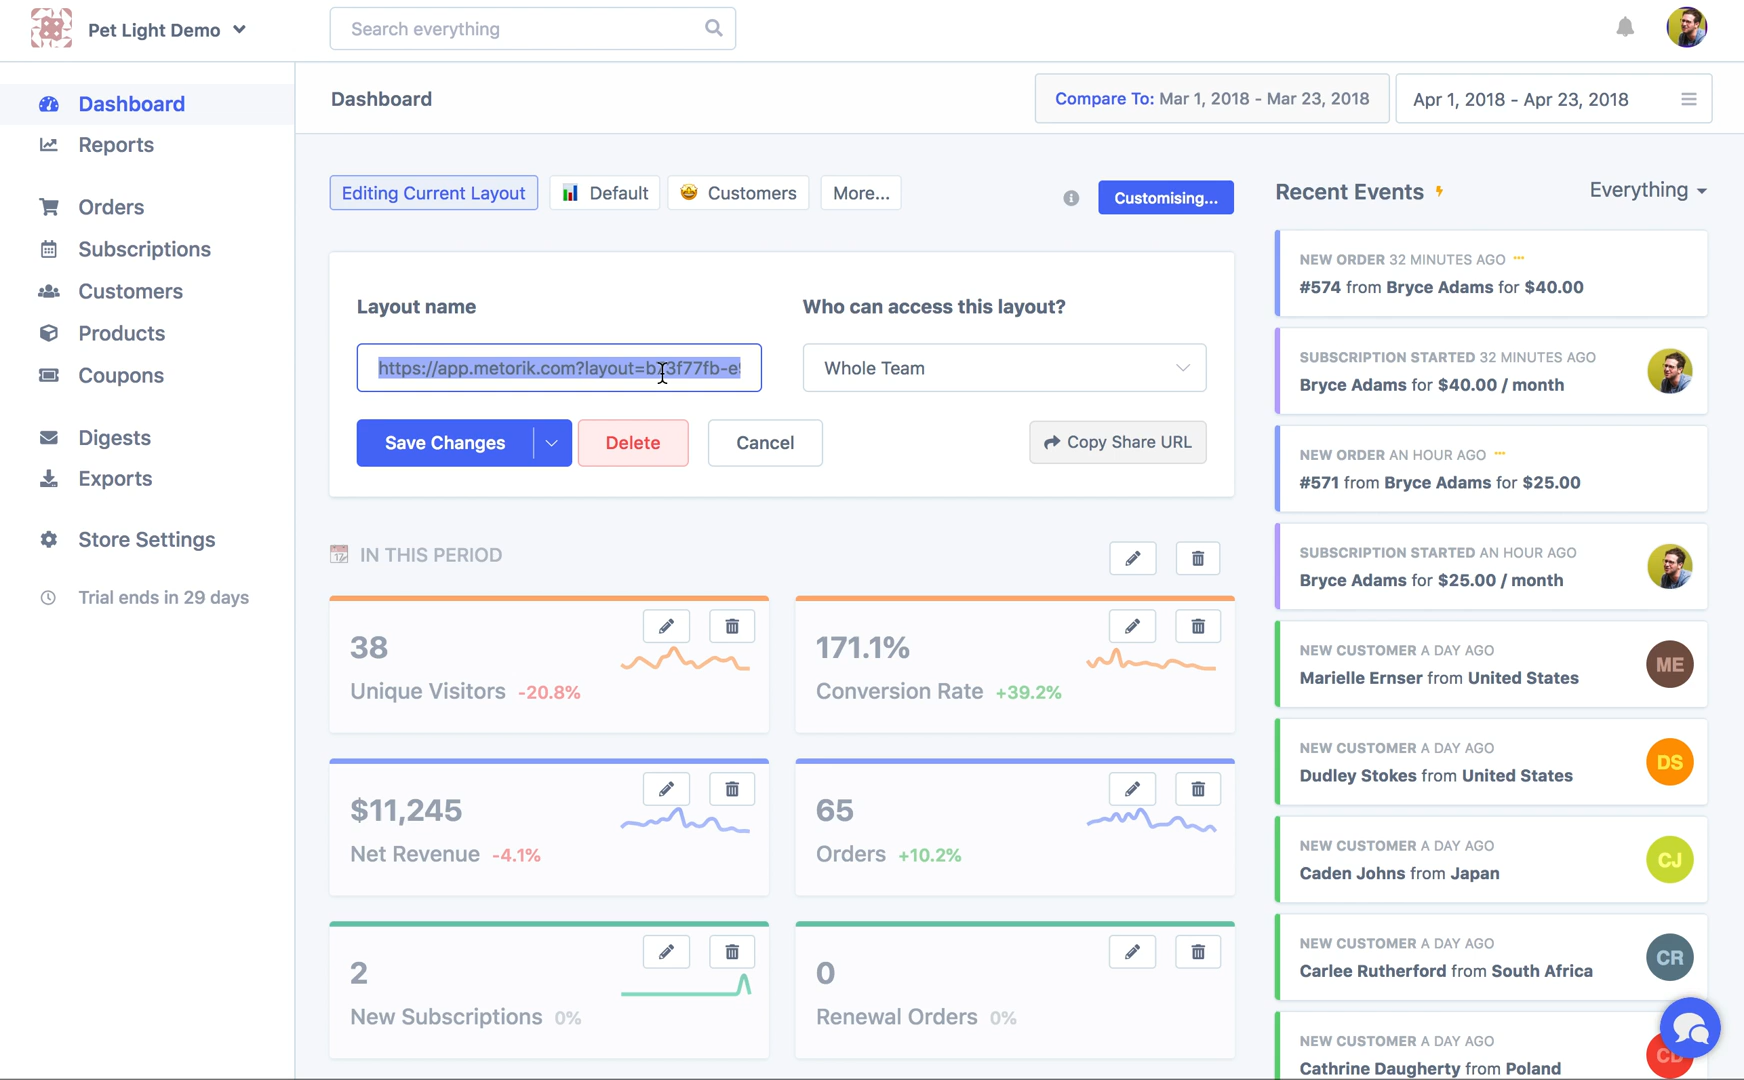 Pet Light Demo
Search everything
Dashboard
Reports
Orders
Subscriptions
Customers
Products
Coupons
Digests
Exports
Store Settings
Trial ends in 29 days
Dashboard
Compare To: Mar 1, 2018 - Mar 23, 2018
Apr 1, 2018 - Apr 23, 2018
Editing Current Layout
Default
Customers
More...
Customising...
Layout name
Who can access this layout?
Whole Team
Save Changes
Delete
Cancel
Copy Share URL
IN THIS PERIOD
38
Unique Visitors -20.8%
171.1%
Conversion Rate +39.2%
$11,245
Net Revenue -4.1%
65
Orders +10.2%
2
New Subscriptions 0%
0
Renewal Orders 0%
Recent Events
Everything
NEW ORDER 32 MINUTES AGO
#574 from Bryce Adams for $40.00
SUBSCRIPTION STARTED 32 MINUTES AGO
Bryce Adams for $40.00 / month
NEW ORDER AN HOUR AGO
#571 from Bryce Adams for $25.00
SUBSCRIPTION STARTED AN HOUR AGO
Bryce Adams for $25.00 / month
NEW CUSTOMER A DAY AGO
Marielle Ernser from United States
ME
NEW CUSTOMER A DAY AGO
Dudley Stokes from United States
DS
NEW CUSTOMER A DAY AGO
Caden Johns from Japan
CJ
NEW CUSTOMER A DAY AGO
Carlee Rutherford from South Africa
CR
NEW CUSTOMER A DAY AGO
Cathrine Daugherty from Poland
CD